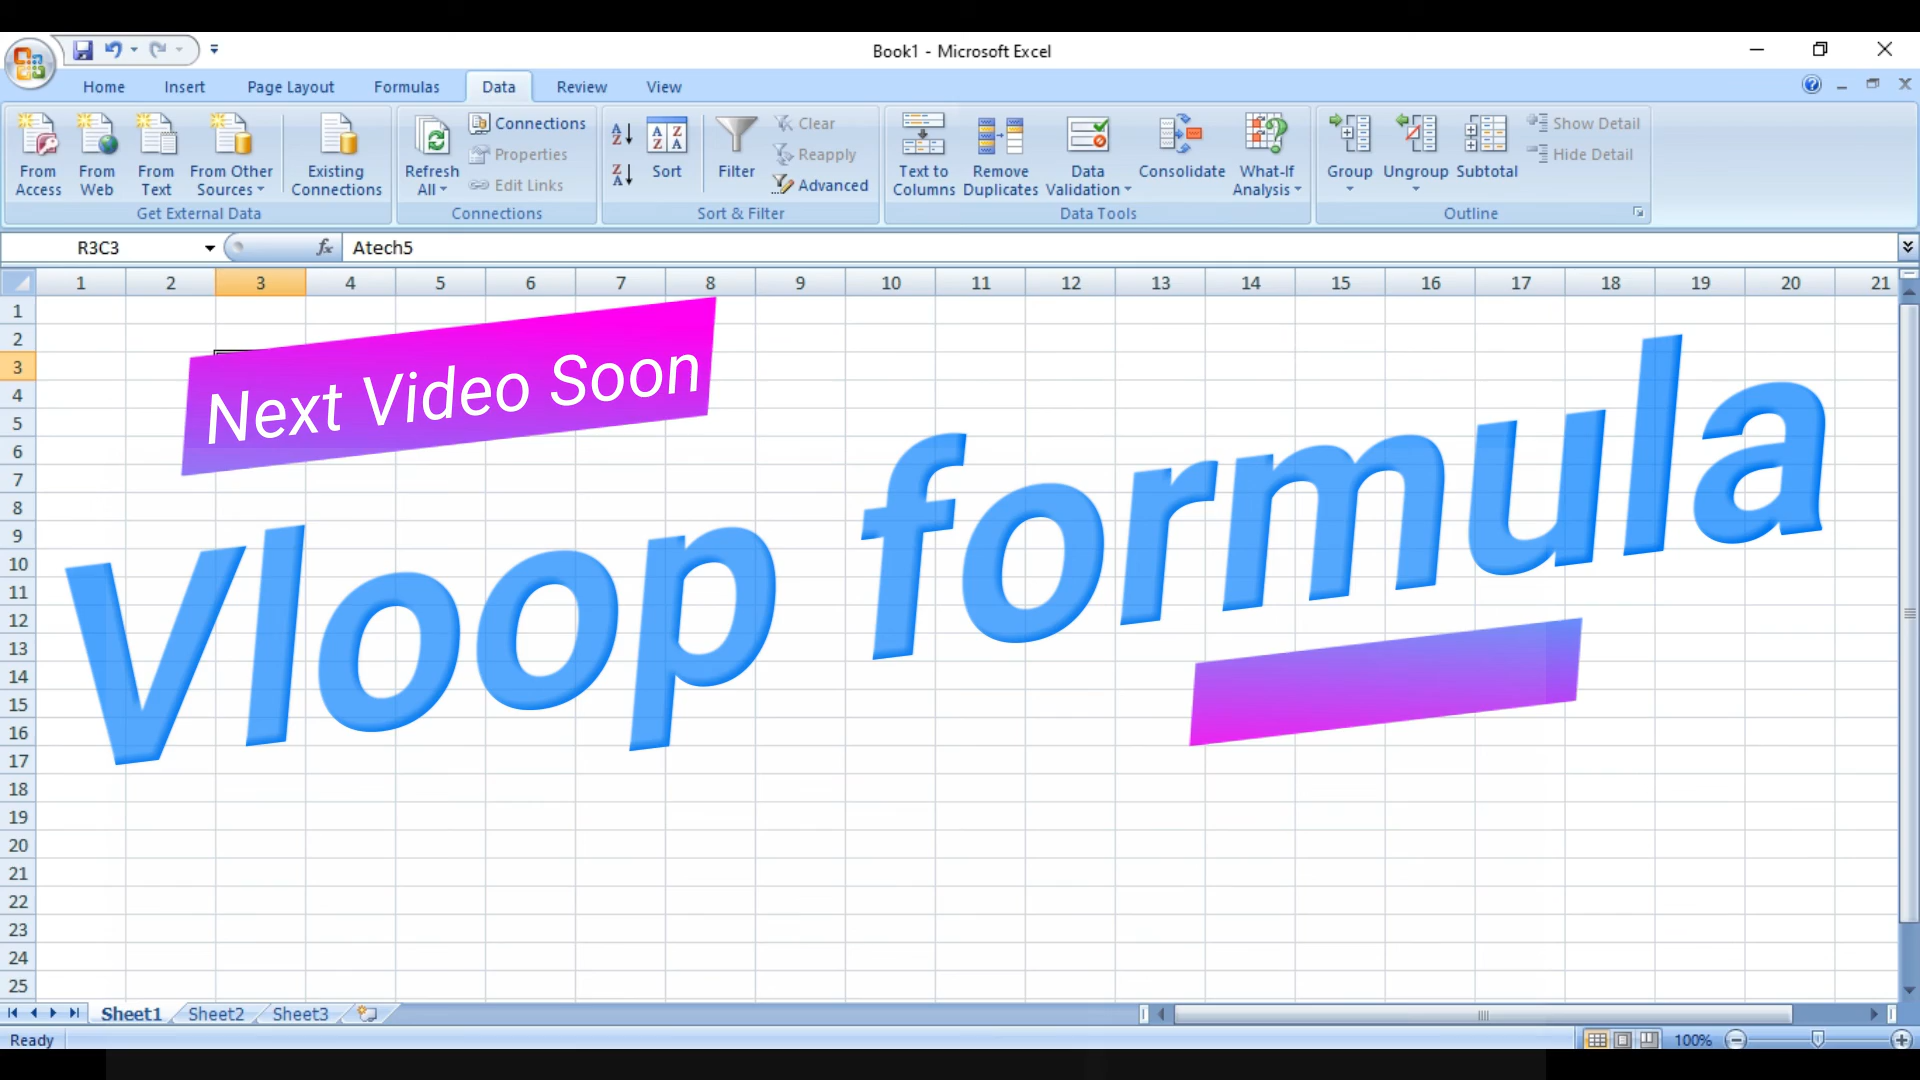 Book1 - Microsoft Excel
Home Insert Page Layout Formulas Data Review View
From Access From Web From Text From Other Sources Existing Connections Refresh All Connections Properties Edit Links Sort Filter Clear Reapply Advanced Text to Columns Remove Duplicates Data Validation Consolidate What-If Analysis Group Ungroup Subtotal Show Detail Hide Detail
Get External Data Connections Sort & Filter Data Tools Outline
R3C3 fx Atech5
1 2 3 4 5 6 7 8 9 10 11 12 13 14 15 16 17 18 19 20 21
1
2
3
4
5
6
7
8
9
10
11
12
13
14
15
16
17
18
19
20
21
22
23
24
25
Next Video Soon
Vloop formula
Sheet1 Sheet2 Sheet3
Ready 100%